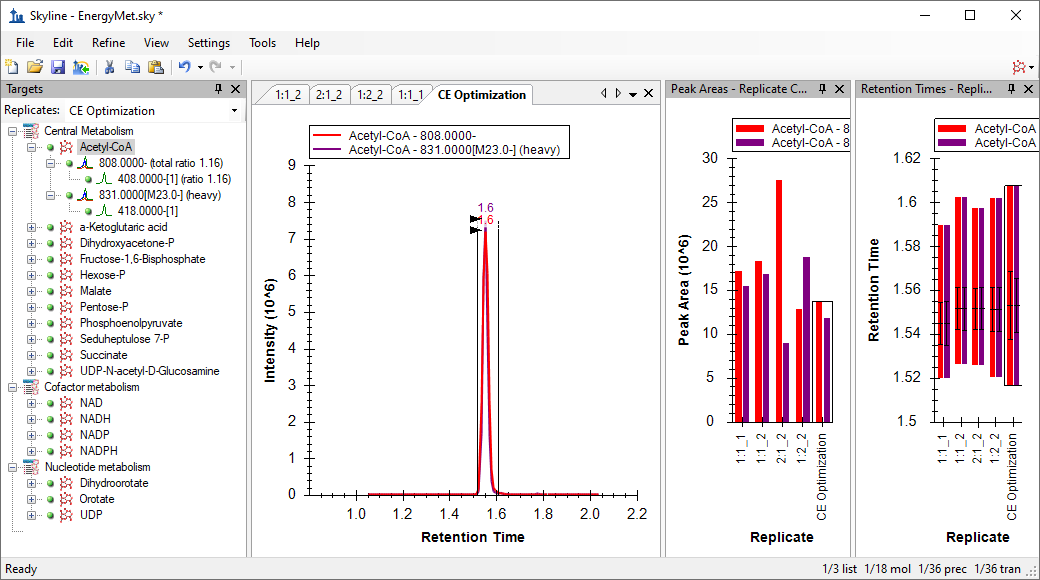 Skyline - EnergyMet.sky *
File Edit Refine View Settings Tools Help
Targets
Replicates: CE Optimization
Central Metabolism
Acetyl-CoA
808.0000- (total ratio 1.16)
408.0000-[1] (ratio 1.16)
831.0000[M23.0-] (heavy)
418.0000-[1]
a-Ketoglutaric acid
Dihydroxyacetone-P
Fructose-1,6-Bisphosphate
Hexose-P
Malate
Pentose-P
Phosphoenolpyruvate
Seduheptulose 7-P
Succinate
UDP-N-acetyl-D-Glucosamine
Cofactor metabolism
NAD
NADH
NADP
NADPH
Nucleotide metabolism
Dihydroorotate
Orotate
UDP
1:1_2 2:1_2 1:2_2 1:1_1 CE Optimization
Acetyl-CoA - 808.0000-
Acetyl-CoA - 831.0000[M23.0-] (heavy)
Intensity (10^6)
9
8
7
6
5
4
3
2
1
0
1.6
1.6
1.0 1.2 1.4 1.6 1.8 2.0 2.2
Retention Time
Peak Areas - Replicate C...
Acetyl-CoA - 8
Acetyl-CoA - 8
Peak Area (10^6)
30
25
20
15
10
5
0
1:1_1
1:1_2
2:1_2
1:2_2
CE Optimization
Replicate
Retention Times - Repli...
Acetyl-CoA
Acetyl-CoA
Retention Time
1.62
1.6
1.58
1.56
1.54
1.52
1.5
1:1_1
1:1_2
2:1_2
1:2_2
CE Optimization
Replicate
Ready
1/3 list 1/18 mol 1/36 prec 1/36 tran